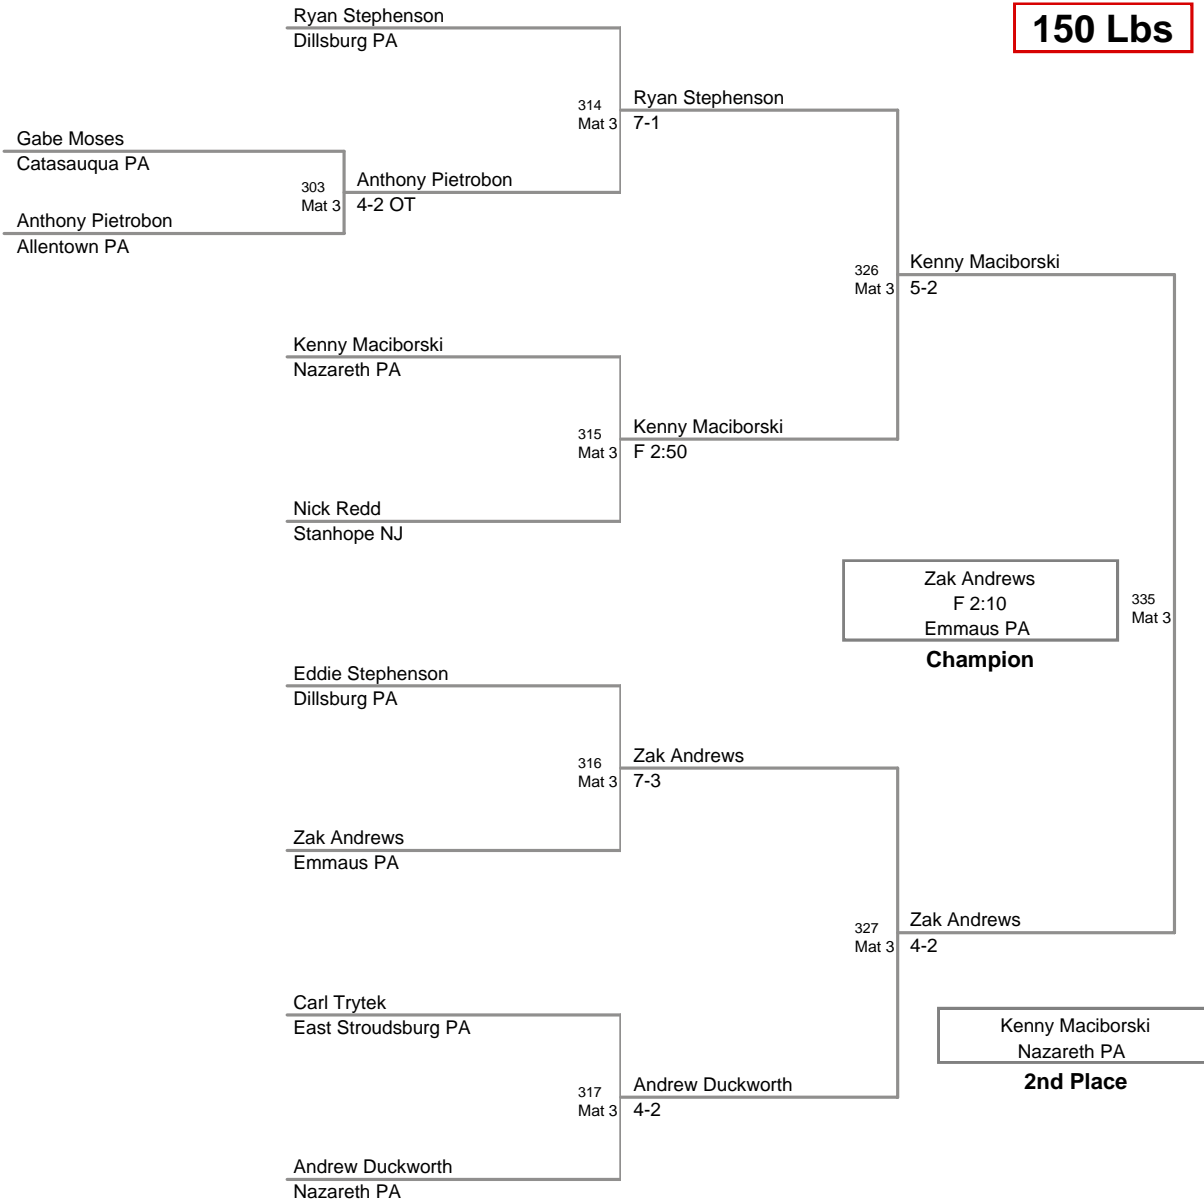 Ryan Stephenson
Dillsburg PA
150 Lbs
314
Mat 3
Ryan Stephenson
7-1
Gabe Moses
Catasauqua PA
303
Mat 3
Anthony Pietrobon
4-2 OT
Anthony Pietrobon
Allentown PA
326
Mat 3
Kenny Maciborski
5-2
Kenny Maciborski
Nazareth PA
315
Mat 3
Kenny Maciborski
F 2:50
Nick Redd
Stanhope NJ
Zak Andrews
F 2:10
Emmaus PA
Champion
335
Mat 3
Eddie Stephenson
Dillsburg PA
316
Mat 3
Zak Andrews
7-3
Zak Andrews
Emmaus PA
327
Mat 3
Zak Andrews
4-2
Carl Trytek
East Stroudsburg PA
Kenny Maciborski
Nazareth PA
2nd Place
317
Mat 3
Andrew Duckworth
4-2
Andrew Duckworth
Nazareth PA